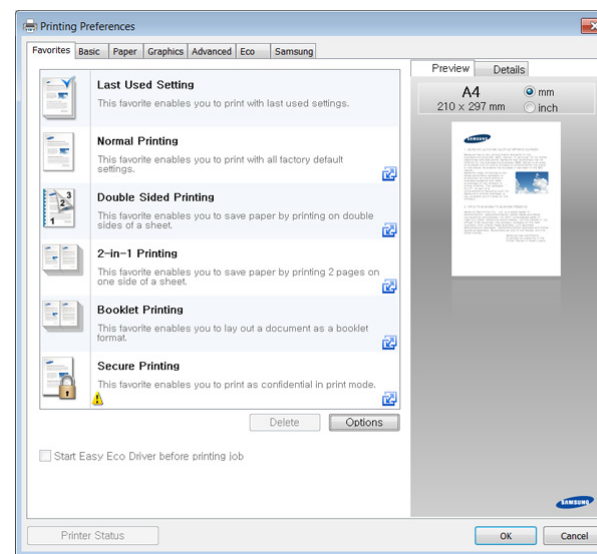 Printing Preferences
Favorites Basic Paper Graphics Advanced Eco Samsung
Last Used Setting
This favorite enables you to print with last used settings.
Normal Printing
This favorite enables you to print with all factory default
settings.
Double Sided Printing
This favorite enables you to save paper by printing on double
sides of a sheet.
2-in-1 Printing
This favorite enables you to save paper by printing 2 pages on
one side of a sheet.
Booklet Printing
This favorite enables you to lay out a document as a booklet
format.
Secure Printing
This favorite enables you to print as confidential in print mode.
Delete Options
Start Easy Eco Driver before printing job
Preview Details
A4
210 x 297 mm
mm
inch
SAMSUNG
Printer Status
OK Cancel